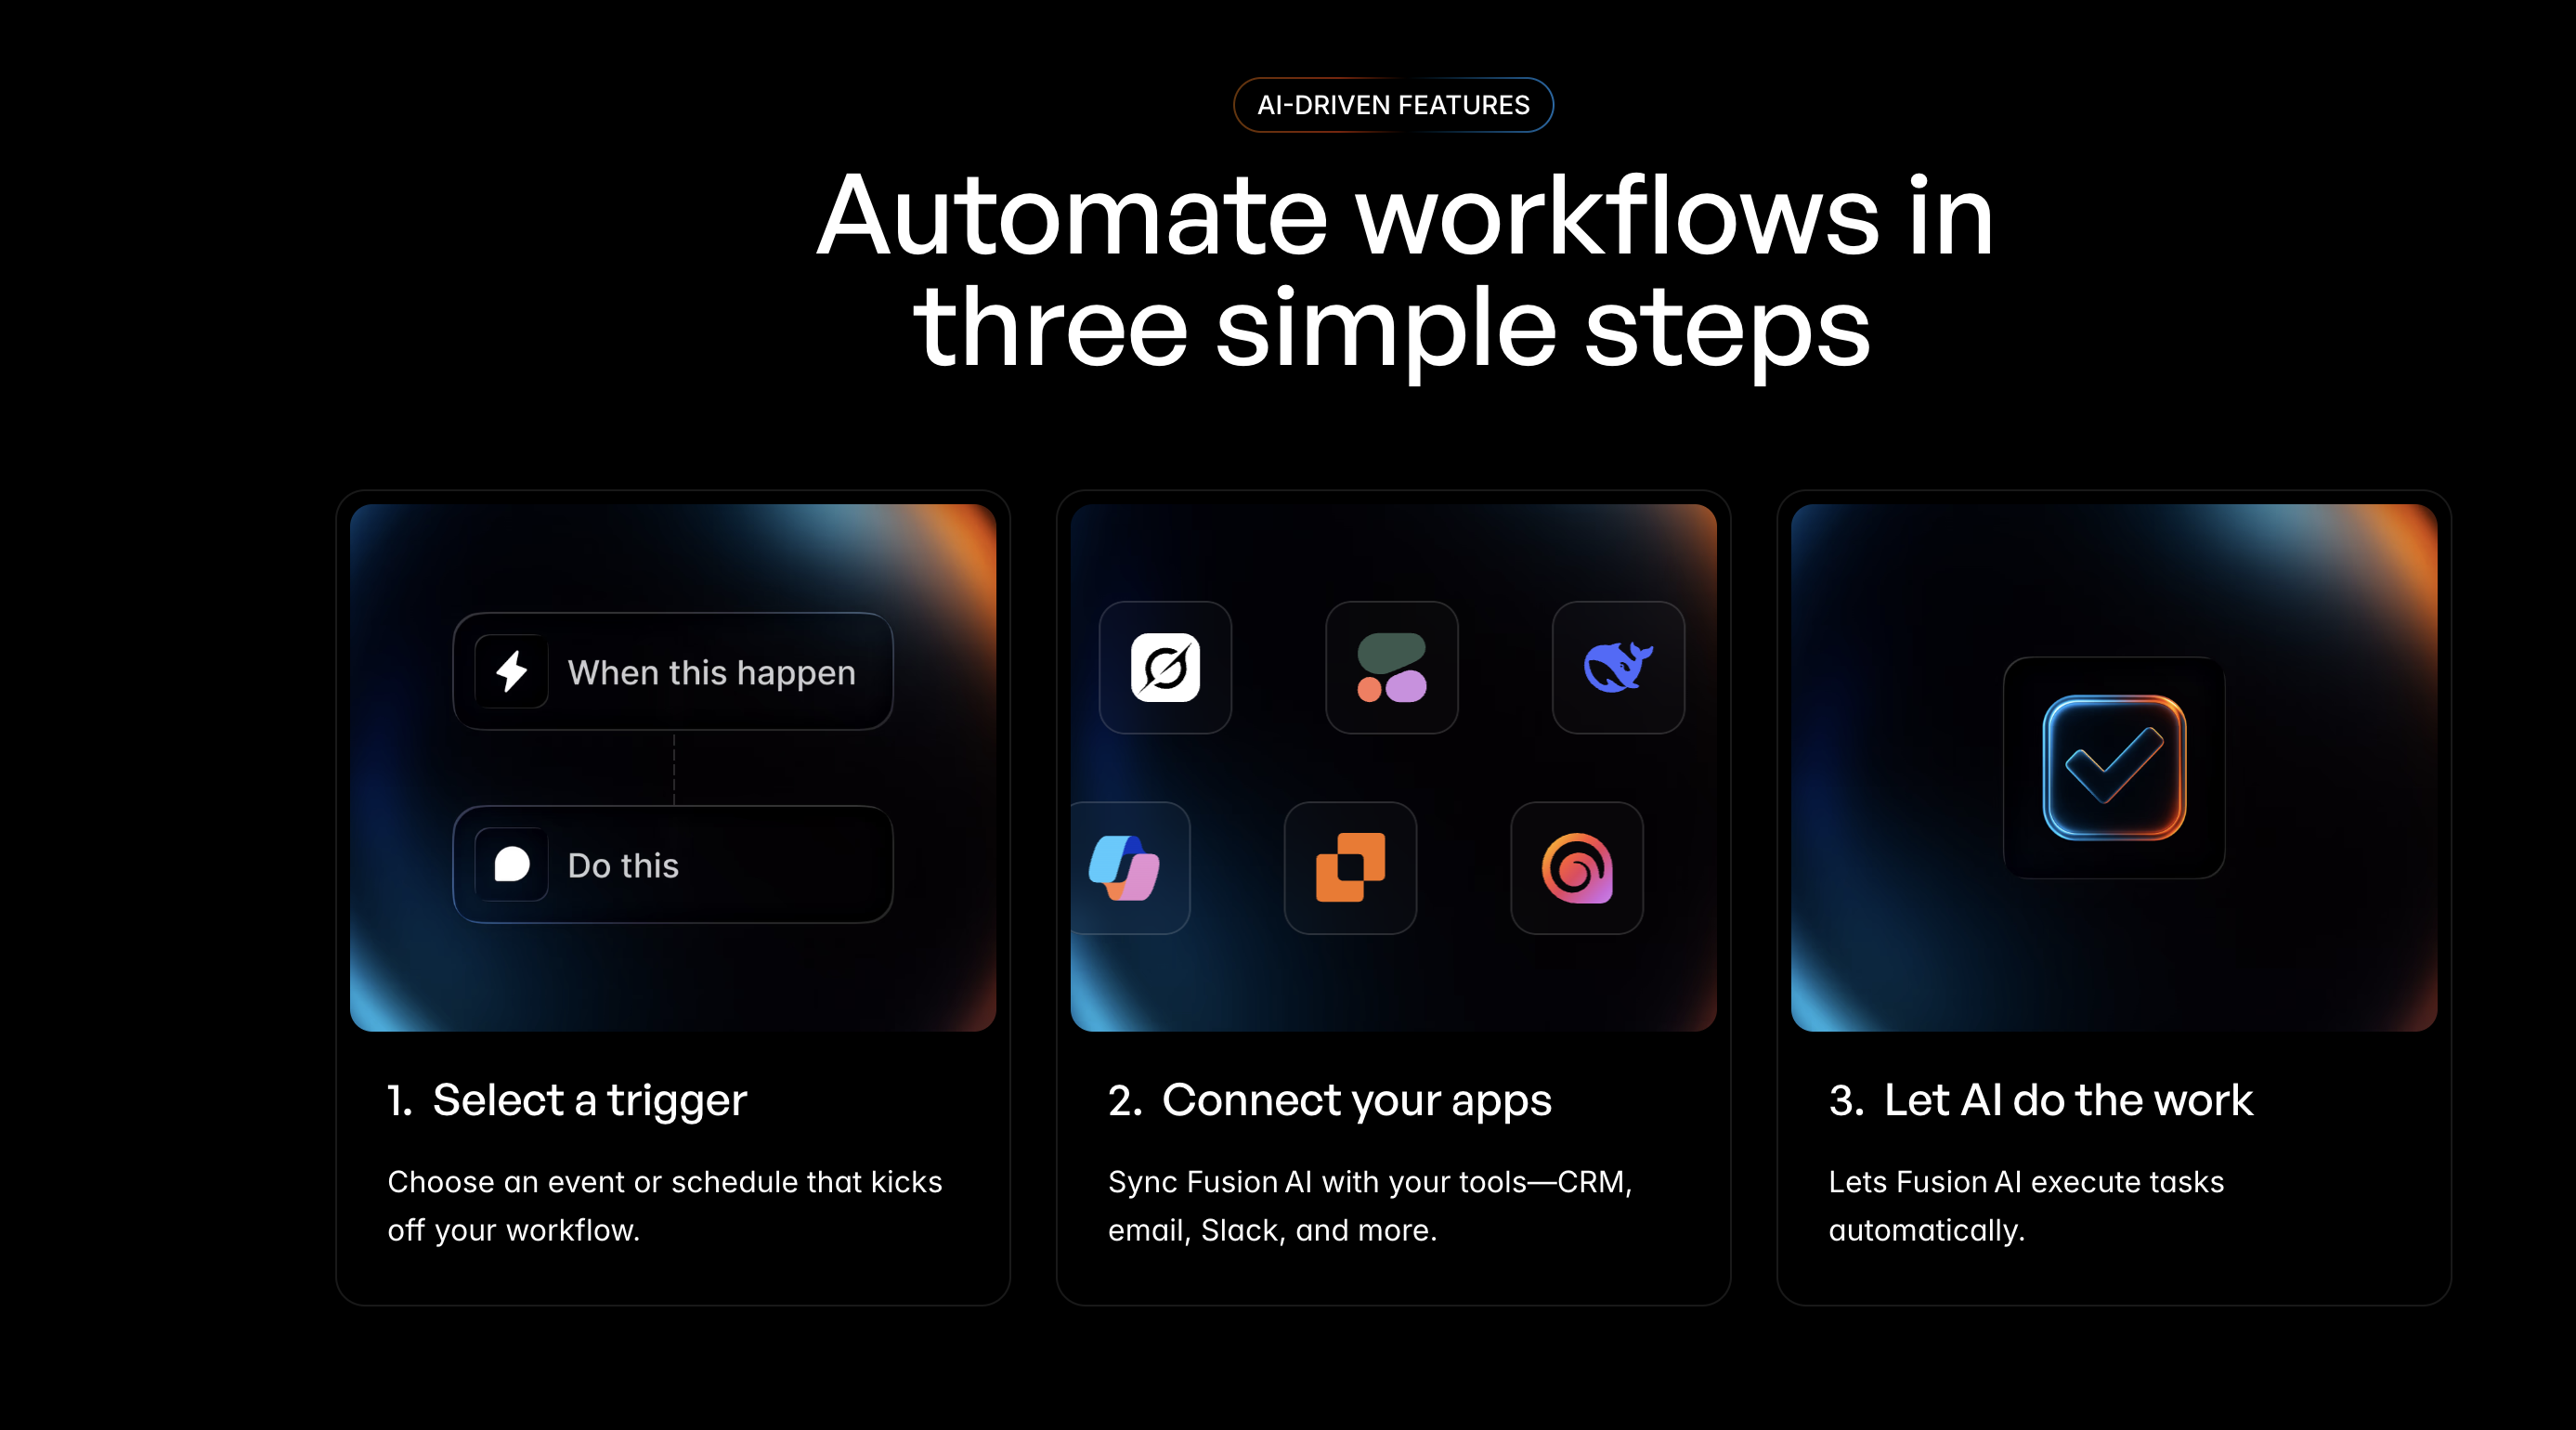 AI-DRIVEN FEATURES
Automate workflows in
three simple steps
When this happen
Do this
1. Select a trigger
Choose an event or schedule that kicks
off your workflow.
2. Connect your apps
Sync Fusion AI with your tools—CRM,
email, Slack, and more.
3. Let AI do the work
Lets Fusion AI execute tasks
automatically.